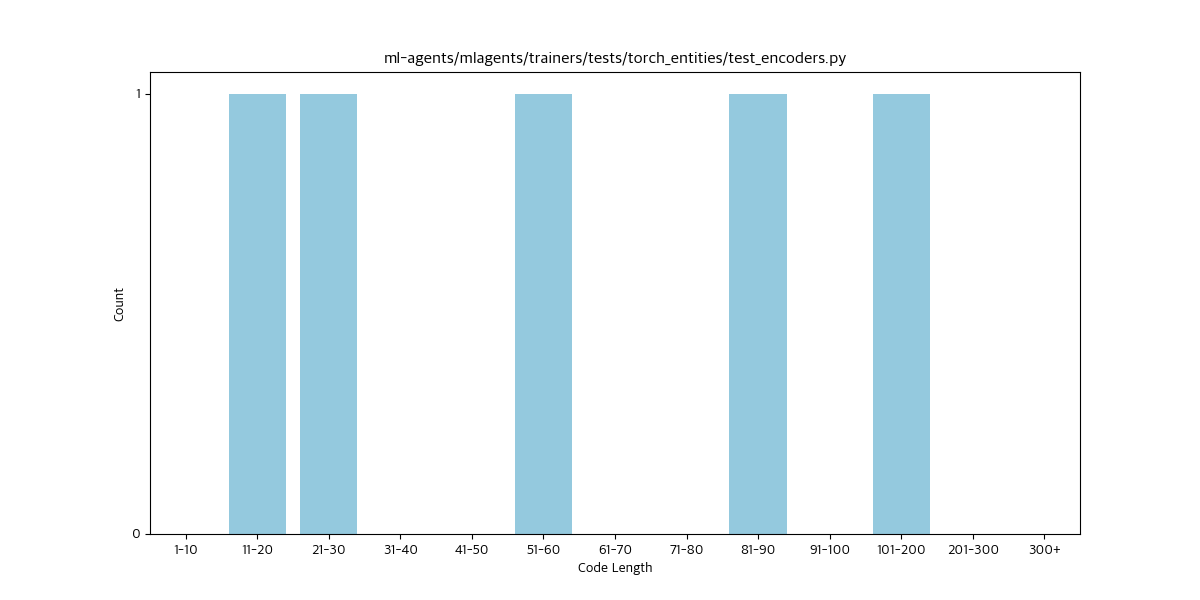 ml-agents/mlagents/trainers/tests/torch_entities/test_encoders.py
1
Count
0
1-10 11-20 21-30 31-40 41-50 51-60 61-70 71-80 81-90 91-100 101-200 201-300 300+
Code Length